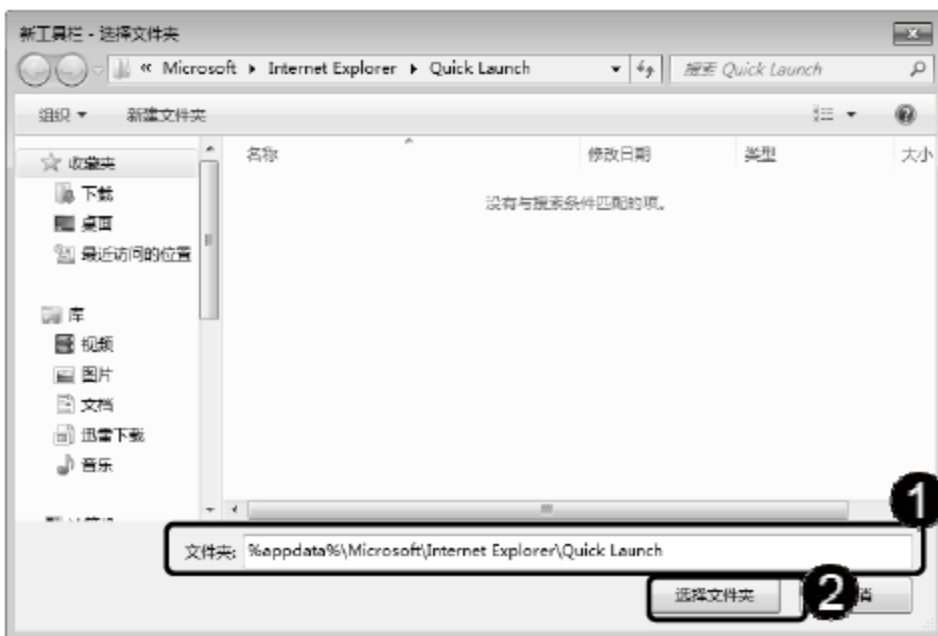 新工具栏 - 选择文件夹
« Microsoft ▸ Internet Explorer ▸ Quick Launch
搜索 Quick Launch
组织 新建文件夹
收藏夹
名称 修改日期 类型 大小
下载
没有与搜索条件匹配的项。
桌面
最近访问的位置
库
视频
图片
文档
迅雷下载
音乐
1
文件夹: %appdata%\Microsoft\Internet Explorer\Quick Launch
选择文件夹 2 消